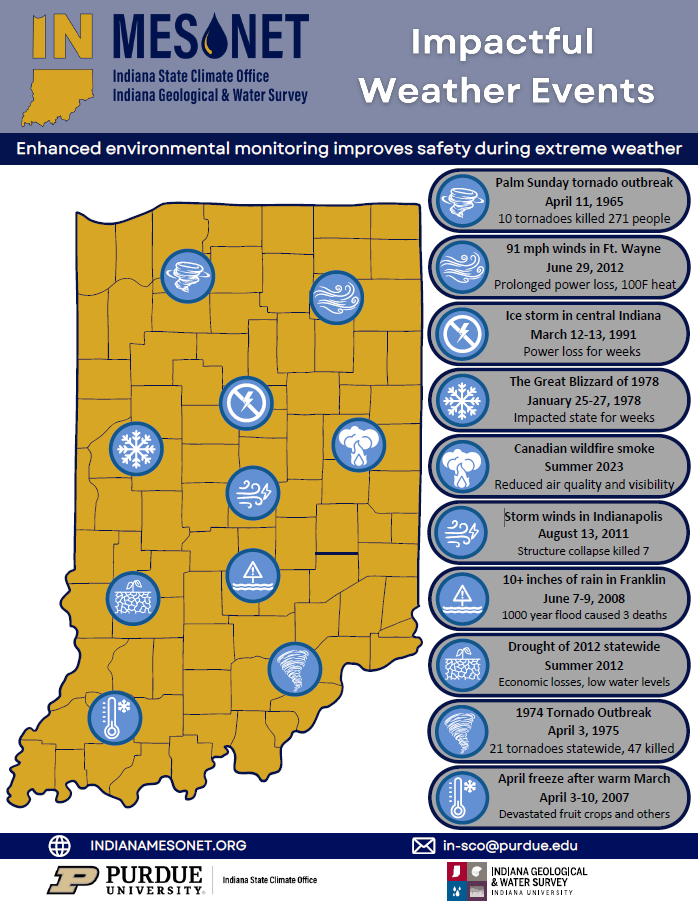 IN MESONET
Indiana State Climate Office
Indiana Geological & Water Survey
Impactful
Weather Events
Enhanced environmental monitoring improves safety during extreme weather
Palm Sunday tornado outbreak
April 11, 1965
10 tornadoes killed 271 people
91 mph winds in Ft. Wayne
June 29, 2012
Prolonged power loss, 100F heat
Ice storm in central Indiana
March 12-13, 1991
Power loss for weeks
The Great Blizzard of 1978
January 25-27, 1978
Impacted state for weeks
Canadian wildfire smoke
Summer 2023
Reduced air quality and visibility
Storm winds in Indianapolis
August 13, 2011
Structure collapse killed 7
10+ inches of rain in Franklin
June 7-9, 2008
1000 year flood caused 3 deaths
Drought of 2012 statewide
Summer 2012
Economic losses, low water levels
1974 Tornado Outbreak
April 3, 1975
21 tornadoes statewide, 47 killed
April freeze after warm March
April 3-10, 2007
Devastated fruit crops and others
INDIANAMESONET.ORG
in-sco@purdue.edu
P PURDUE
UNIVERSITY®
Indiana State Climate Office
INDIANA GEOLOGICAL
& WATER SURVEY
INDIANA UNIVERSITY